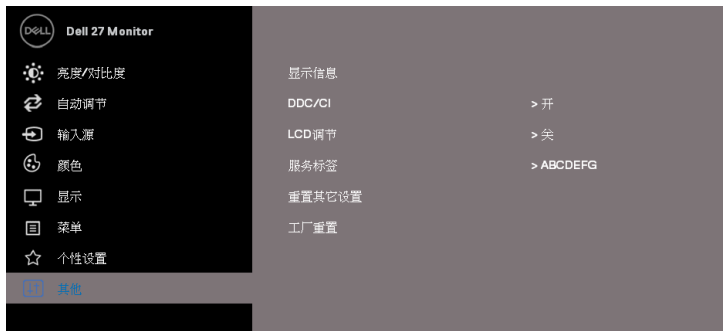 DELL Dell 27 Monitor
亮度/对比度
自动调节
输入源
颜色
显示
菜单
个性设置
其他
显示信息
DDC/CI > 开
LCD调节 > 关
服务标签 > ABCDEFG
重置其它设置
工厂重置